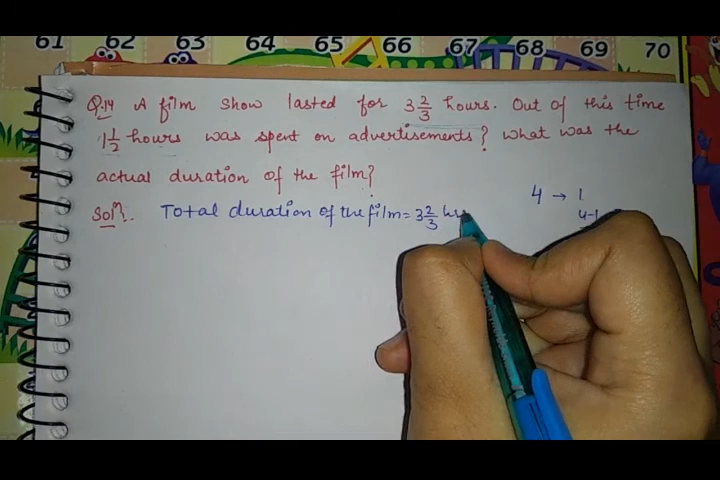 61 62 63 64 65 66 67 68 69 70
Q.14 A film show lasted for 3 2/3 hours. Out of this time
1 1/2 hours was spent on advertisements? What was the
actual duration of the film?
Solⁿ. Total duration of the film = 3 2/3 hr
4 → 1
4-1